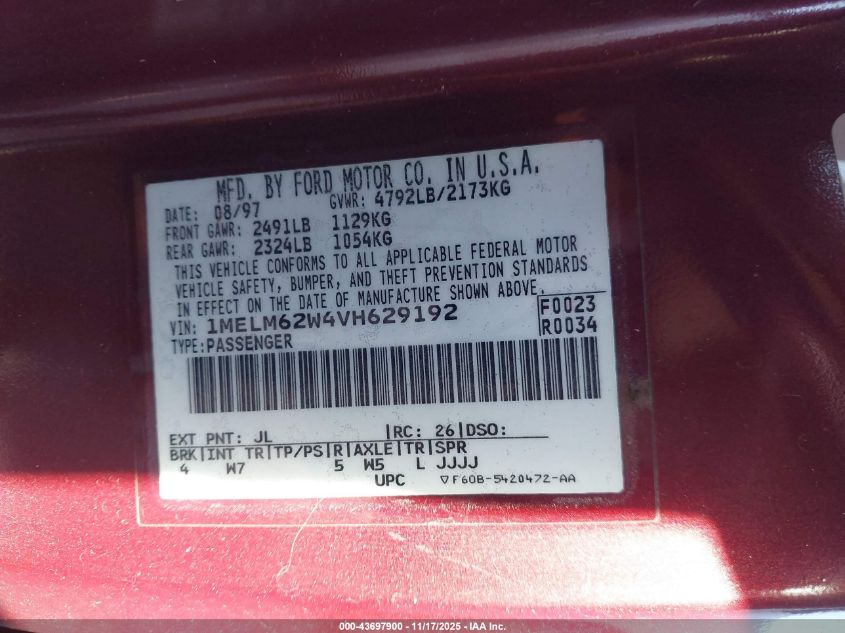 MFD. BY FORD MOTOR CO. IN U.S.A.
DATE: 08/97 GVWR: 4792LB/2173KG
FRONT GAWR: 2491LB 1129KG
REAR GAWR: 2324LB 1054KG
THIS VEHICLE CONFORMS TO ALL APPLICABLE FEDERAL MOTOR
VEHICLE SAFETY, BUMPER, AND THEFT PREVENTION STANDARDS
IN EFFECT ON THE DATE OF MANUFACTURE SHOWN ABOVE.
VIN: 1MELM62W4VH629192 F0023
TYPE: PASSENGER R0034
EXT PNT: JL |RC: 26|DSO:
BRK|INT TR|TP/PS|R|AXLE|TR|SPR
4 W7 5 W5 L JJJJ
UPC ▽F60B-5420472-AA
000-43697900 - 11/17/2025 - IAA Inc.